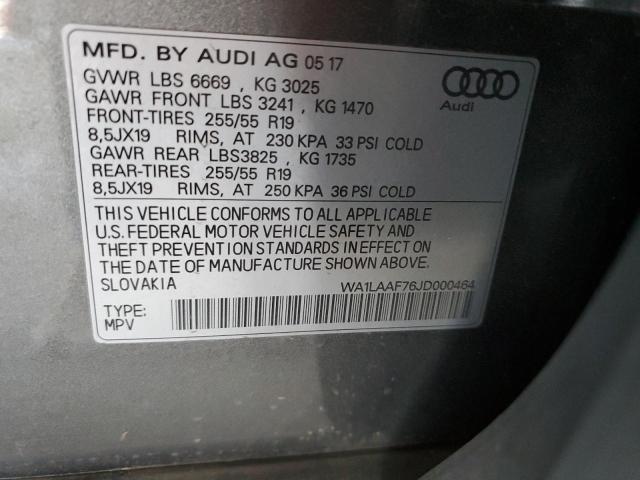 MFD. BY AUDI AG 05 17
GVWR LBS 6669 , KG 3025
GAWR FRONT LBS 3241 , KG 1470
FRONT-TIRES 255/55 R19
8,5JX19 RIMS, AT 230 KPA 33 PSI COLD
GAWR REAR LBS3825 , KG 1735
REAR-TIRES 255/55 R19
8,5JX19 RIMS, AT 250 KPA 36 PSI COLD
Audi
THIS VEHICLE CONFORMS TO ALL APPLICABLE
U.S. FEDERAL MOTOR VEHICLE SAFETY AND
THEFT PREVENTION STANDARDS IN EFFECT ON
THE DATE OF MANUFACTURE SHOWN ABOVE.
SLOVAKIA WA1LAAF76JD000464
TYPE:
MPV